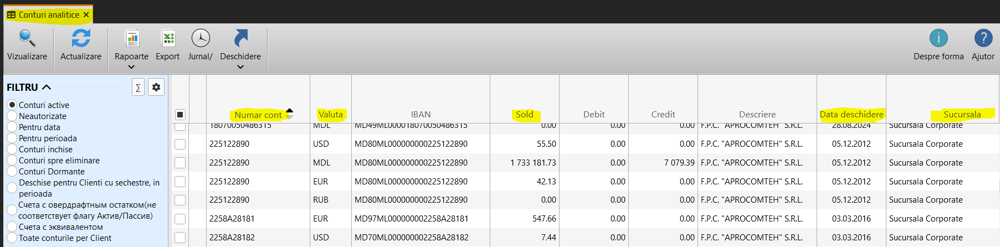 Conturi analitice ×
Vizualizare Actualizare Rapoarte Export Jurnal/ Deschidere Despre forma Ajutor
FILTRU Σ
Conturi active
Neautorizate
Pentru data
Pentru perioada
Conturi inchise
Conturi spre eliminare
Conturi Dormante
Deschise pentru Clienti cu sechestre, in
perioada
Счета с овердрафтным остатком(не
соответствует флагу Актив/Пассив)
Счета с эквивалентом
Toate conturile per Client
Numar cont Valuta IBAN Sold Debit Credit Descriere Data deschidere Sucursala
18070050486315 MDL MD49ML000018070050486315 0.00 0.00 0.00 F.P.C. "APROCOMTEH" S.R.L. 28.08.2024 Sucursala Corporate
225122890 USD MD80ML000000000225122890 55.50 0.00 0.00 F.P.C. "APROCOMTEH" S.R.L. 05.12.2012 Sucursala Corporate
225122890 MDL MD80ML000000000225122890 1 733 181.73 0.00 7 079.39 F.P.C. "APROCOMTEH" S.R.L. 05.12.2012 Sucursala Corporate
225122890 EUR MD80ML000000000225122890 42.13 0.00 0.00 F.P.C. "APROCOMTEH" S.R.L. 05.12.2012 Sucursala Corporate
225122890 RUB MD80ML000000000225122890 0.00 0.00 0.00 F.P.C. "APROCOMTEH" S.R.L. 05.12.2012 Sucursala Corporate
2258A28181 EUR MD97ML000000002258A28181 547.66 0.00 0.00 F.P.C. "APROCOMTEH" S.R.L. 03.03.2016 Sucursala Corporate
2258A28182 USD MD70ML000000002258A28182 7.44 0.00 0.00 F.P.C. "APROCOMTEH" S.R.L. 03.03.2016 Sucursala Corporate